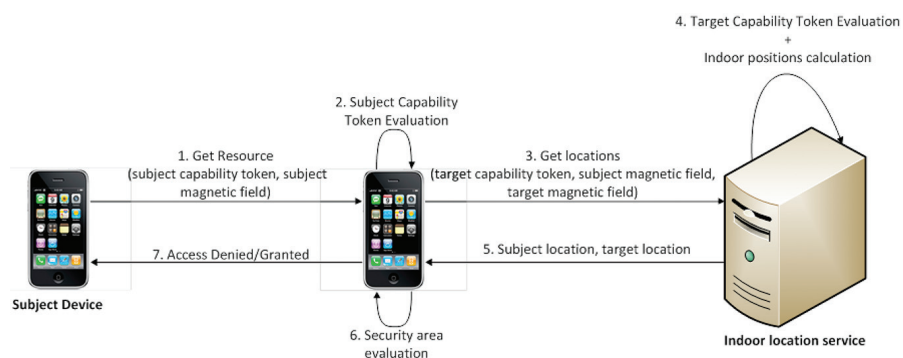 4. Target Capability Token Evaluation
+
Indoor positions calculation
2. Subject Capability
Token Evaluation
1. Get Resource
(subject capability token, subject
magnetic field)
3. Get locations
(target capability token, subject magnetic field,
target magnetic field)
7. Access Denied/Granted
5. Subject location, target location
Subject Device
6. Security area
evaluation
Indoor location service